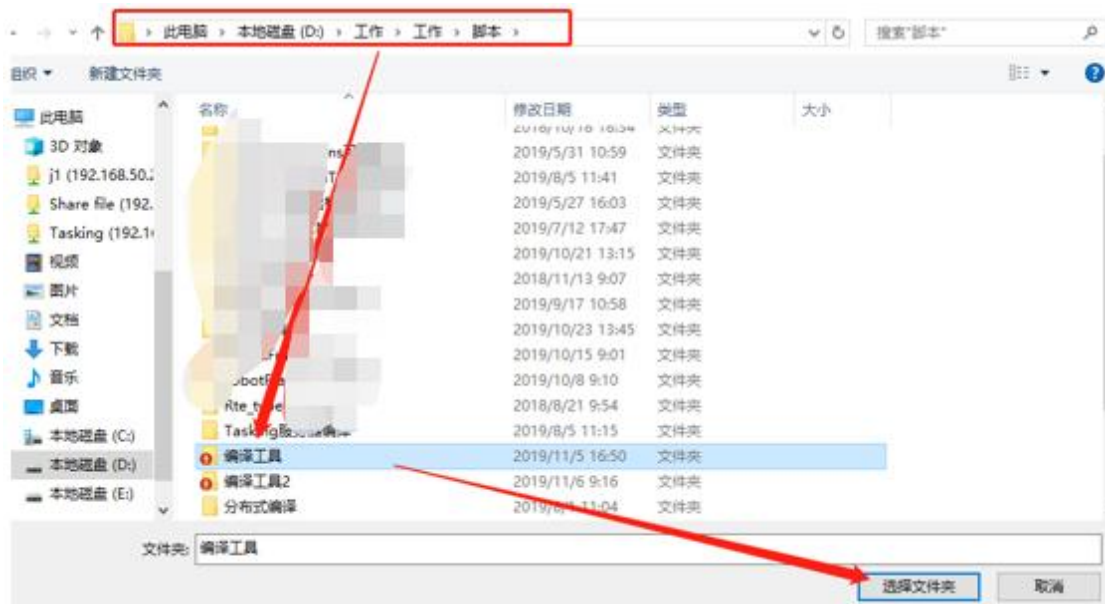 此电脑 › 本地磁盘 (D:) › 工作 › 工作 › 脚本 ›
搜索"脚本"
组织 新建文件夹
名称 修改日期 类型 大小
此电脑
3D 对象
j1 (192.168.50.2
Share file (192.
Tasking (192.16
视频
图片
文档
下载
音乐
桌面
本地磁盘 (C:)
本地磁盘 (D:)
本地磁盘 (E:)
2018/10/16 16:54 文件夹
2019/5/31 10:59 文件夹
2019/8/5 11:41 文件夹
2019/5/27 16:03 文件夹
2019/7/12 17:47 文件夹
2019/10/21 13:15 文件夹
2018/11/13 9:07 文件夹
2019/9/17 10:58 文件夹
2019/10/23 13:45 文件夹
2019/10/15 9:01 文件夹
2019/10/8 9:10 文件夹
2018/8/21 9:54 文件夹
2019/8/5 11:15 文件夹
编译工具 2019/11/5 16:50 文件夹
编译工具2 2019/11/6 9:16 文件夹
分布式编译 11:04 文件夹
文件夹: 编译工具
选择文件夹 取消